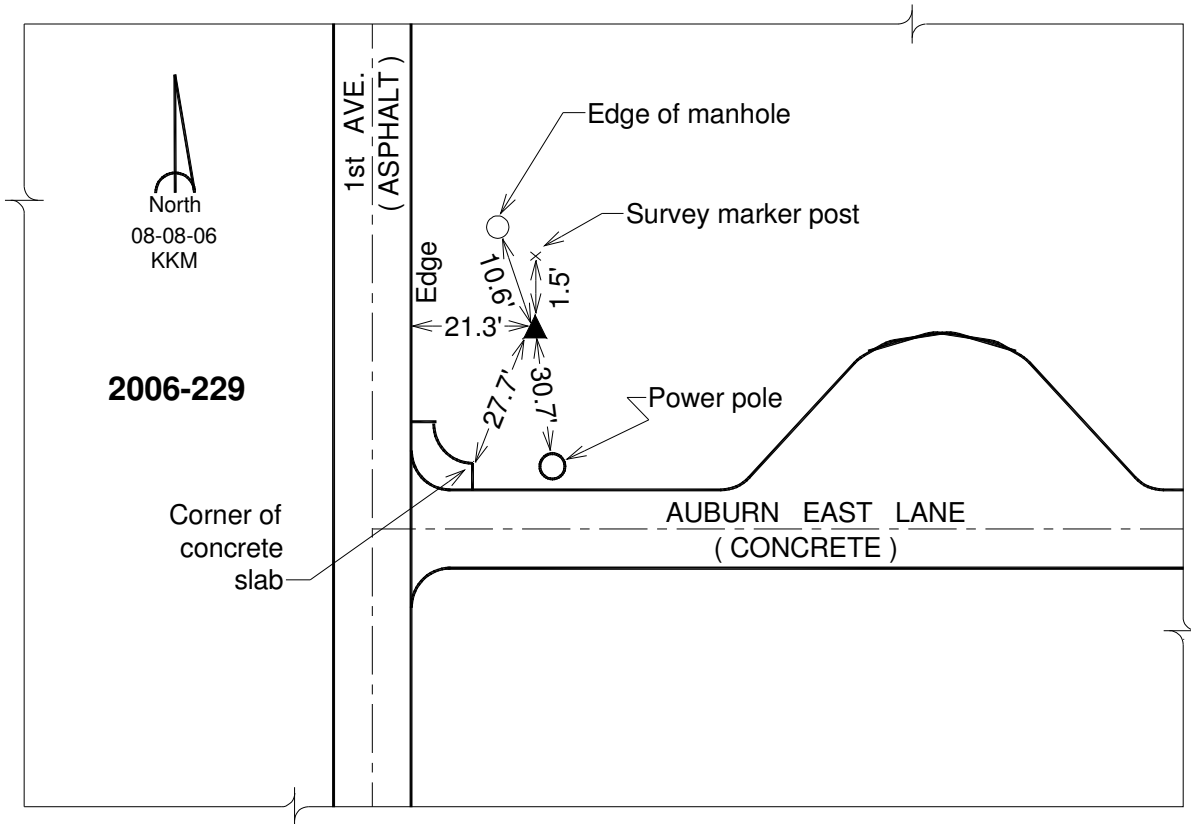 1st AVE.
( ASPHALT )
Edge of manhole
North
08-08-06
KKM
Survey marker post
Edge
10.6'
1.5'
21.3'
2006-229
27.7'
30.7'
Power pole
Corner of
concrete
slab
AUBURN EAST LANE
( CONCRETE )